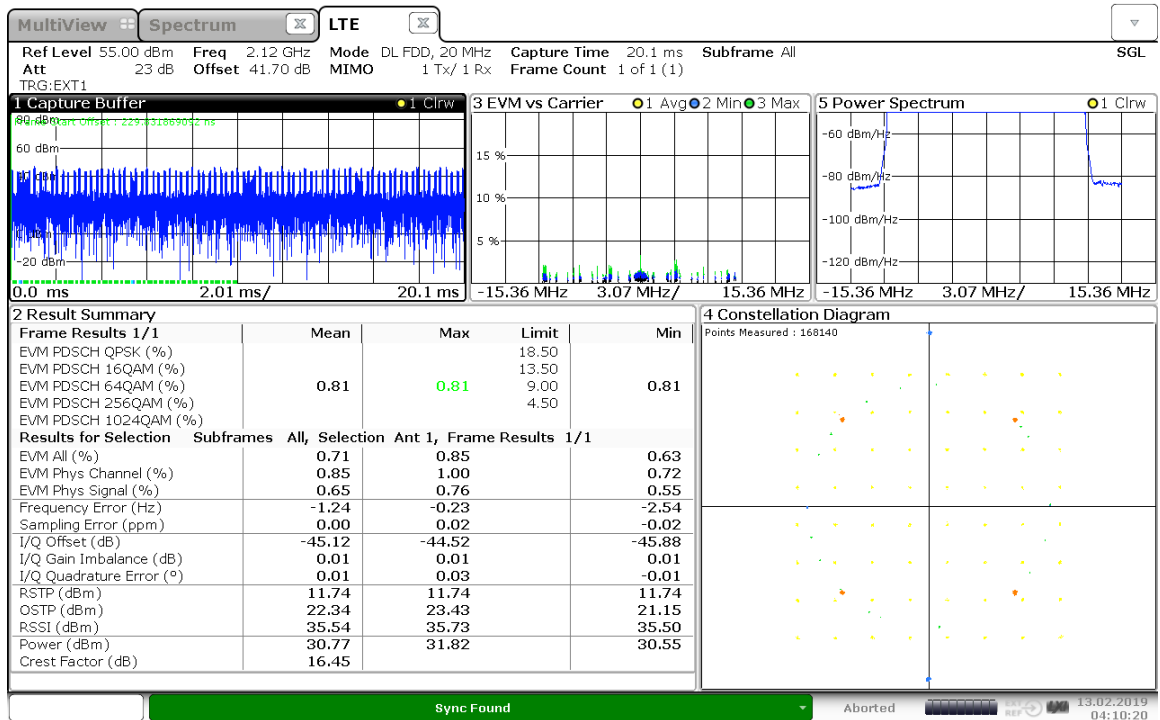 MultiView Spectrum LTE
Ref Level 55.00 dBm Freq 2.12 GHz Mode DL FDD, 20 MHz Capture Time 20.1 ms Subframe All SGL
Att 23 dB Offset 41.70 dB MIMO 1 Tx/ 1 Rx Frame Count 1 of 1 (1)
TRG:EXT1
1 Capture Buffer 1 Clrw
80 dBm
Frame Start Offset : 229.031869092 ns
60 dBm
-20 dBm
0.0 ms 2.01 ms/ 20.1 ms
3 EVM vs Carrier 1 Avg 2 Min 3 Max
15 %
10 %
5 %
-15.36 MHz 3.07 MHz/ 15.36 MHz
5 Power Spectrum 1 Clrw
-60 dBm/Hz
-80 dBm/Hz
-100 dBm/Hz
-120 dBm/Hz
-15.36 MHz 3.07 MHz/ 15.36 MHz
2 Result Summary
Frame Results 1/1 Mean Max Limit Min
EVM PDSCH QPSK (%) 18.50
EVM PDSCH 16QAM (%) 13.50
EVM PDSCH 64QAM (%) 0.81 0.81 9.00 0.81
EVM PDSCH 256QAM (%) 4.50
EVM PDSCH 1024QAM (%)
Results for Selection Subframes All, Selection Ant 1, Frame Results 1/1
EVM All (%) 0.71 0.85 0.63
EVM Phys Channel (%) 0.85 1.00 0.72
EVM Phys Signal (%) 0.65 0.76 0.55
Frequency Error (Hz) -1.24 -0.23 -2.54
Sampling Error (ppm) 0.00 0.02 -0.02
I/Q Offset (dB) -45.12 -44.52 -45.88
I/Q Gain Imbalance (dB) 0.01 0.01 0.01
I/Q Quadrature Error (°) 0.01 0.03 -0.01
RSTP (dBm) 11.74 11.74 11.74
OSTP (dBm) 22.34 23.43 21.15
RSSI (dBm) 35.54 35.73 35.50
Power (dBm) 30.77 31.82 30.55
Crest Factor (dB) 16.45
4 Constellation Diagram
Points Measured : 168140
Sync Found Aborted
EXT
REF
13.02.2019
04:10:20